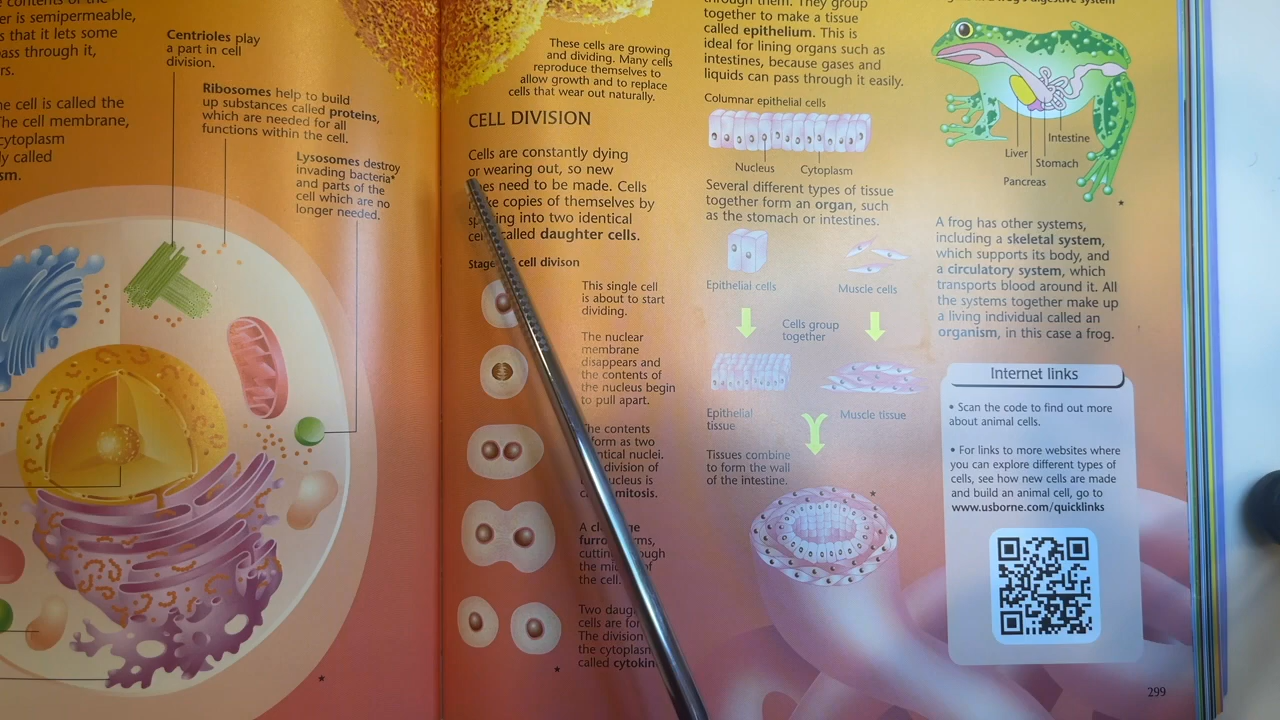 contents of the
er is semipermeable,
s that it lets some
ass through it,
rs.
he cell is called the
The cell membrane,
cytoplasm
ly called
sm.
Centrioles play
a part in cell
division.
Ribosomes help to build
up substances called proteins,
which are needed for all
functions within the cell.
Lysosomes destroy
invading bacteria*
and parts of the
cell which are no
longer needed.
*
These cells are growing
and dividing. Many cells
reproduce themselves to
allow growth and to replace
cells that wear out naturally.
CELL DIVISION
Cells are constantly dying
or wearing out, so new
need to be made. Cells
copies of themselves by
into two identical
called daughter cells.
cell divison
This single cell
is about to start
dividing.
The nuclear
membrane
disappears and
the contents of
the nucleus begin
to pull apart.
The contents
form as two
nuclei.
division of
is
mitosis.
A
the
the cell.
Two
cells are
The division
the
called
*
through them. They group
together to make a tissue
called epithelium. This is
ideal for lining organs such as
intestines, because gases and
liquids can pass through it easily.
Columnar epithelial cells
Nucleus
Cytoplasm
Several different types of tissue
together form an organ, such
as the stomach or intestines.
Epithelial cells
Muscle cells
Cells group
together
Epithelial
tissue
Muscle tissue
Tissues combine
to form the wall
of the intestine.
*
digestive system
Intestine
Liver
Stomach
Pancreas
*
A frog has other systems,
including a skeletal system,
which supports its body, and
a circulatory system, which
transports blood around it. All
the systems together make up
a living individual called an
organism, in this case a frog.
Internet links
• Scan the code to find out more
about animal cells.
• For links to more websites where
you can explore different types of
cells, see how new cells are made
and build an animal cell, go to
www.usborne.com/quicklinks
299